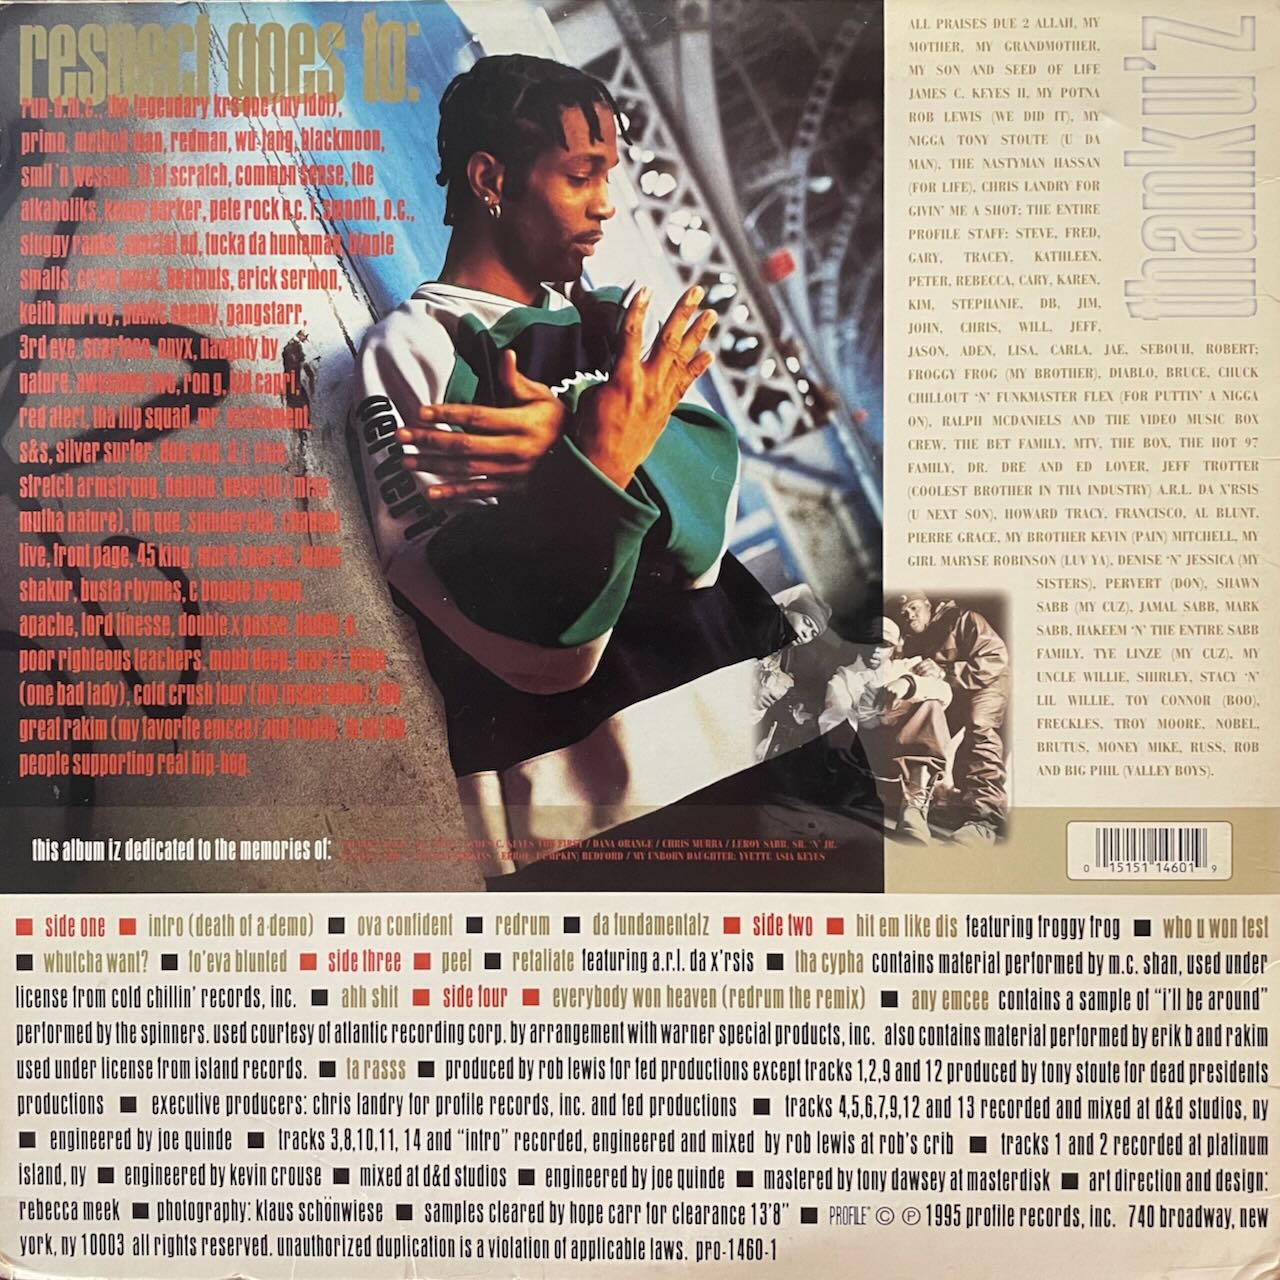 respect goes to:
run-d.m.c., the legendary krs one (my idol),
primo, method man, redman, wu-tang, blackmoon,
smif 'n wesson, ill al scratch, common sense, the
alkaholiks, kenny parker, pete rock n c.l. smooth, o.c.,
sluggy ranks, special ed, tucka da huntaman, biggie
smalls, craig mack, beatnuts, erick sermon,
keith murray, public enemy, gangstarr,
3rd eye, scarface, onyx, naughty by
nature, awesome two, ron g, kid capri,
red alert, tha flip squad, mr.
s&s, silver surfer, doo wop, d.j. clue,
stretch armstrong, bobbito, (miss
mutha nature), lin que, spinderella, channel
live, front page, 45 king, mark sparks, tupac
shakur, busta rhymes, c boogie brown
apache, lord finesse, double x posse, daddy-o,
poor righteous teachers, mobb deep, mary j. blige
(one bad lady), cold crush four (my inspiration), the
great rakim (my favorite emcee) and finally, to all the
people supporting real hip-hop.
thank u'z
ALL PRAISES DUE 2 ALLAH, MY
MOTHER, MY GRANDMOTHER,
MY SON AND SEED OF LIFE
JAMES C. KEYES II, MY POTNA
ROB LEWIS (WE DID IT), MY
NIGGA TONY STOUTE (U DA
MAN), THE NASTYMAN HASSAN
(FOR LIFE), CHRIS LANDRY FOR
GIVIN' ME A SHOT; THE ENTIRE
PROFILE STAFF: STEVE, FRED,
GARY, TRACEY, KATHLEEN,
PETER, REBECCA, CARY, KAREN,
KIM, STEPHANIE, DB, JIM,
JOHN, CHRIS, WILL, JEFF,
JASON, ADEN, LISA, CARLA, JAE, SEBOUH, ROBERT;
FROGGY FROG (MY BROTHER), DIABLO, BRUCE, CHUCK
CHILLOUT 'N' FUNKMASTER FLEX (FOR PUTTIN' A NIGGA
ON), RALPH MCDANIELS AND THE VIDEO MUSIC BOX
CREW, THE BET FAMILY, MTV, THE BOX, THE HOT 97
FAMILY, DR. DRE AND ED LOVER, JEFF TROTTER
(COOLEST BROTHER IN THA INDUSTRY) A.R.L. DA X'RSIS
(U NEXT SON), HOWARD TRACY, FRANCISCO, AL BLUNT,
PIERRE GRACE, MY BROTHER KEVIN (PAIN) MITCHELL, MY
GIRL MARYSE ROBINSON (LUV YA), DENISE 'N' JESSICA (MY
SISTERS), PERVERT (DON), SHAWN
SABB (MY CUZ), JAMAL SABB, MARK
SABB, HAKEEM 'N' THE ENTIRE SABB
FAMILY, TYE LINZE (MY CUZ), MY
UNCLE WILLIE, SHIRLEY, STACY 'N'
LIL WILLIE, TOY CONNOR (BOO),
FRECKLES, TROY MOORE, NOBEL,
BRUTUS, MONEY MIKE, RUSS, ROB
AND BIG PHIL (VALLEY BOYS).
pervert
this album iz dedicated to the memories of:
C. KEYES THE FIRST / DANA ORANGE / CHRIS MURRA / LEROY SABB, SR. 'N' JR.
(PUMPKIN) BEDFORD / MY UNBORN DAUGHTER: YVETTE ASIA KEYES
0 15151 14601 9
■ side one ■ intro (death of a demo) ■ ova confident ■ redrum ■ da fundamentalz ■ side two ■ hit em like dis featuring froggy frog ■ who u won test
■ whutcha want? ■ fo'eva blunted ■ side three ■ peel ■ retaliate featuring a.r.l. da x'rsis ■ tha cypha contains material performed by m.c. shan, used under
license from cold chillin' records, inc. ■ ahh shit ■ side four ■ everybody won heaven (redrum the remix) ■ any emcee contains a sample of "i'll be around"
performed by the spinners. used courtesy of atlantic recording corp. by arrangement with warner special products, inc. also contains material performed by erik b and rakim
used under license from island records. ■ ta rasss ■ produced by rob lewis for fed productions except tracks 1,2,9 and 12 produced by tony stoute for dead presidents
productions ■ executive producers: chris landry for profile records, inc. and fed productions ■ tracks 4,5,6,7,9,12 and 13 recorded and mixed at d&d studios, ny
■ engineered by joe quinde ■ tracks 3,8,10,11, 14 and "intro" recorded, engineered and mixed by rob lewis at rob's crib ■ tracks 1 and 2 recorded at platinum
island, ny ■ engineered by kevin crouse ■ mixed at d&d studios ■ engineered by joe quinde ■ mastered by tony dawsey at masterdisk ■ art direction and design:
rebecca meek ■ photography: klaus schönwiese ■ samples cleared by hope carr for clearance 13'8" ■ PROFILE © ℗ 1995 profile records, inc. 740 broadway, new
york, ny 10003 all rights reserved. unauthorized duplication is a violation of applicable laws. pro-1460-1